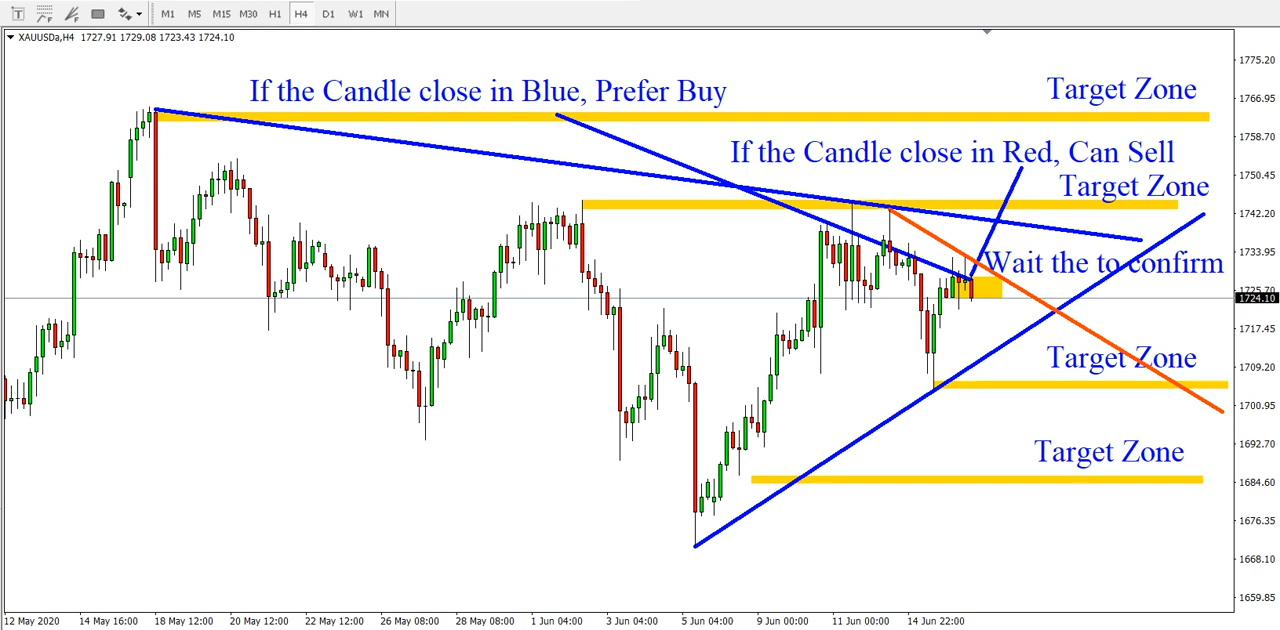 T F F M1 M5 M15 M30 H1 H4 D1 W1 MN
XAUUSDa,H4 1727.91 1729.08 1723.43 1724.10
1775.20
If the Candle close in Blue, Prefer Buy
Target Zone
1766.95
1758.70
If the Candle close in Red, Can Sell
1750.45
Target Zone
1742.20
1733.95
Wait the to confirm
1725.70
1724.10
1717.45
Target Zone
1709.20
1700.95
1692.70
Target Zone
1684.60
1676.35
1668.10
1659.85
12 May 2020 14 May 16:00 18 May 12:00 20 May 12:00 22 May 12:00 26 May 08:00 28 May 08:00 1 Jun 04:00 3 Jun 04:00 5 Jun 04:00 9 Jun 00:00 11 Jun 00:00 14 Jun 22:00